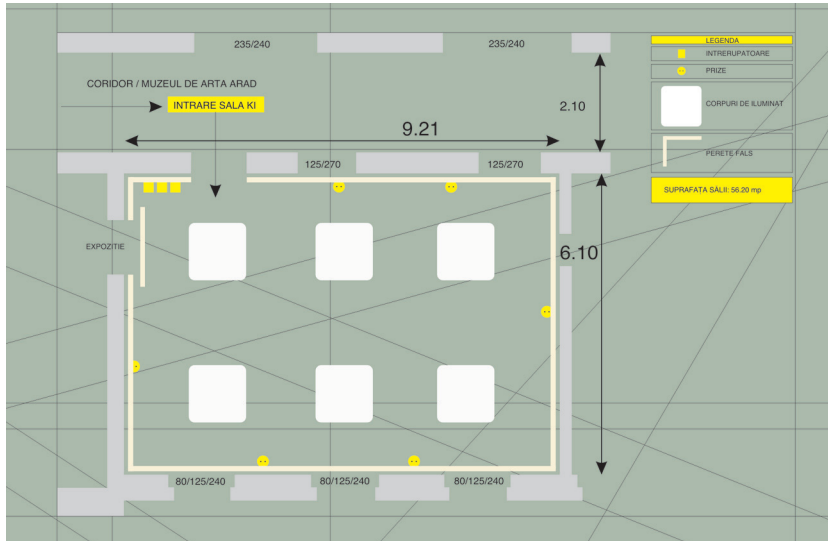 235/240
235/240
LEGENDA
INTRERUPATOARE
PRIZE
CORPURI DE ILUMINAT
PERETE FALS
SUPRAFAȚA SĂLII: 56.20 mp
CORIDOR / MUZEUL DE ARTA ARAD
INTRARE SALA KI
2.10
9.21
125/270
125/270
EXPOZITIE
6.10
80/125/240
80/125/240
80/125/240